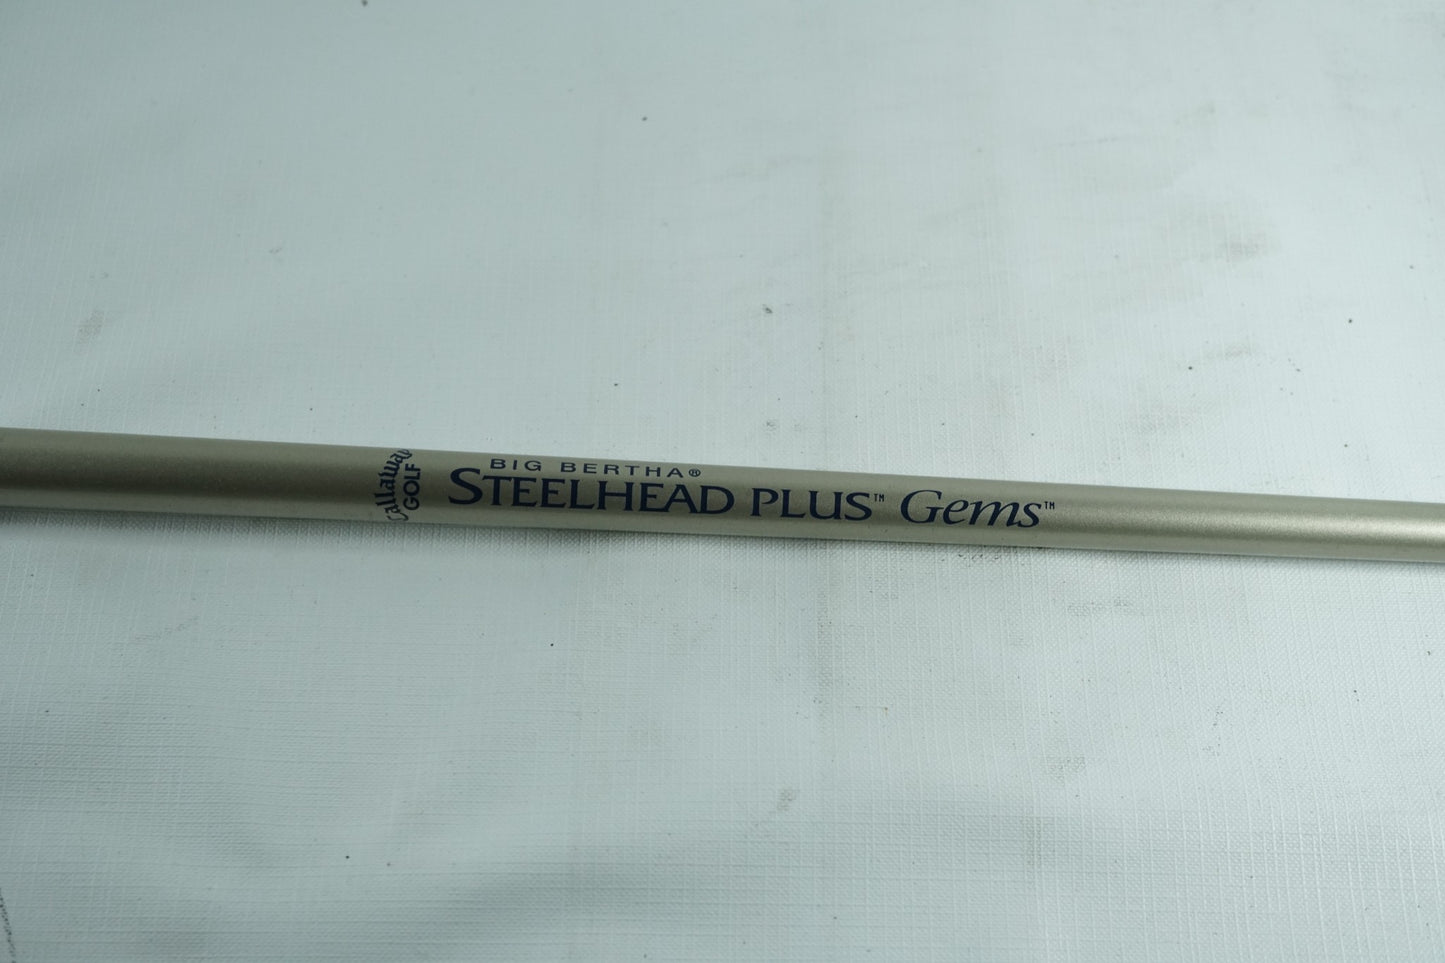 Callaway
GOLF
BIG BERTHA®
STEELHEAD PLUS™ Gems™